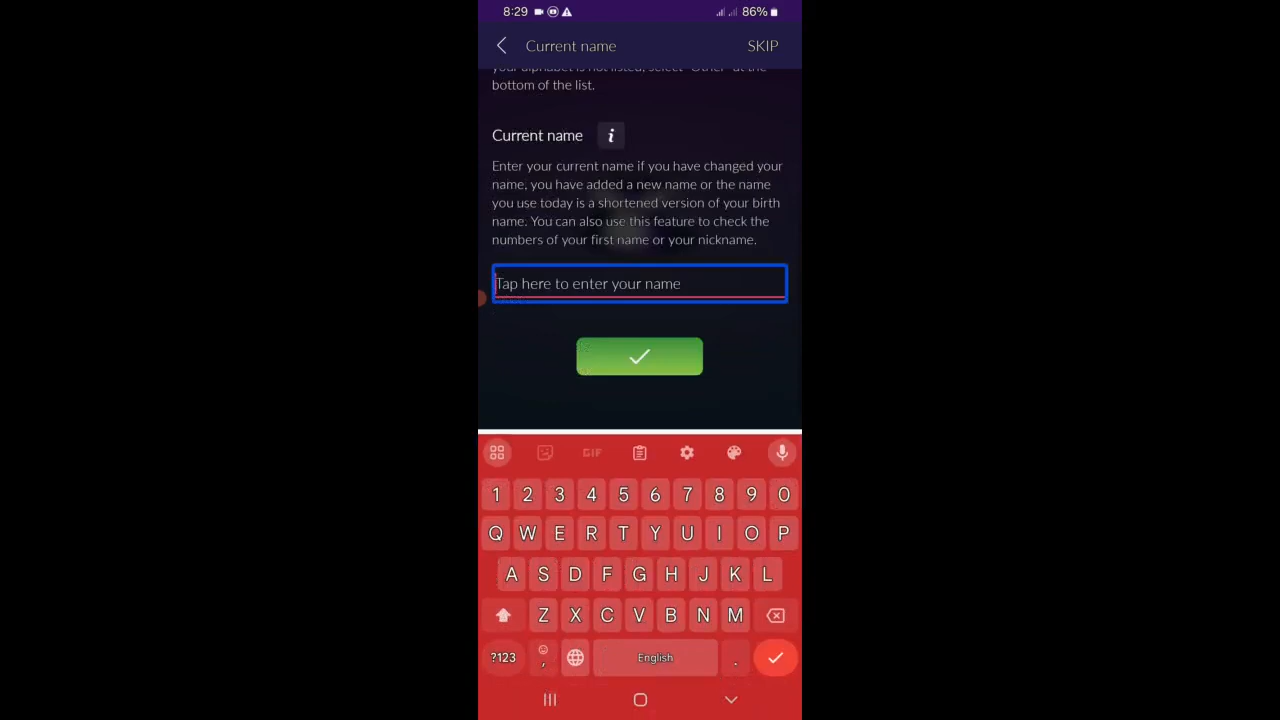 8:29 86%
Current name SKIP
your alphabet is not listed, select "Other" at the
bottom of the list.
Current name i
Enter your current name if you have changed your
name, you have added a new name or the name
you use today is a shortened version of your birth
name. You can also use this feature to check the
numbers of your first name or your nickname.
Tap here to enter your name
GIF
1 2 3 4 5 6 7 8 9 0
Q W E R T Y U I O P
A S D F G H J K L
Z X C V B N M
?123 , English .